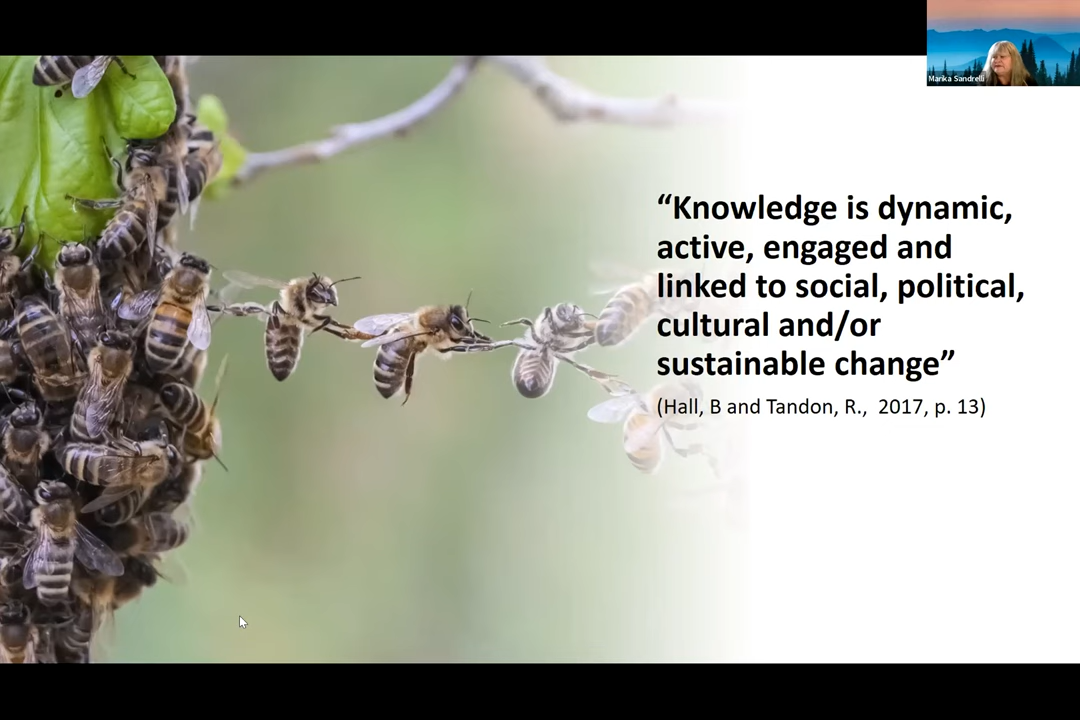 Marika Sandrelli
“Knowledge is dynamic,
active, engaged and
linked to social, political,
cultural and/or
sustainable change”
(Hall, B and Tandon, R., 2017, p. 13)